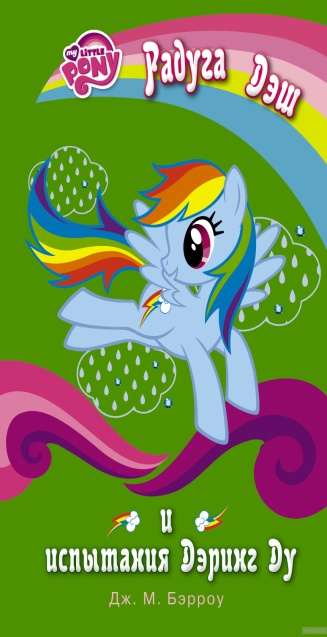 my LITTLE
PONY
Радуга Дэш
и
испытания Дэринг Ду
Дж. М. Бэрроу